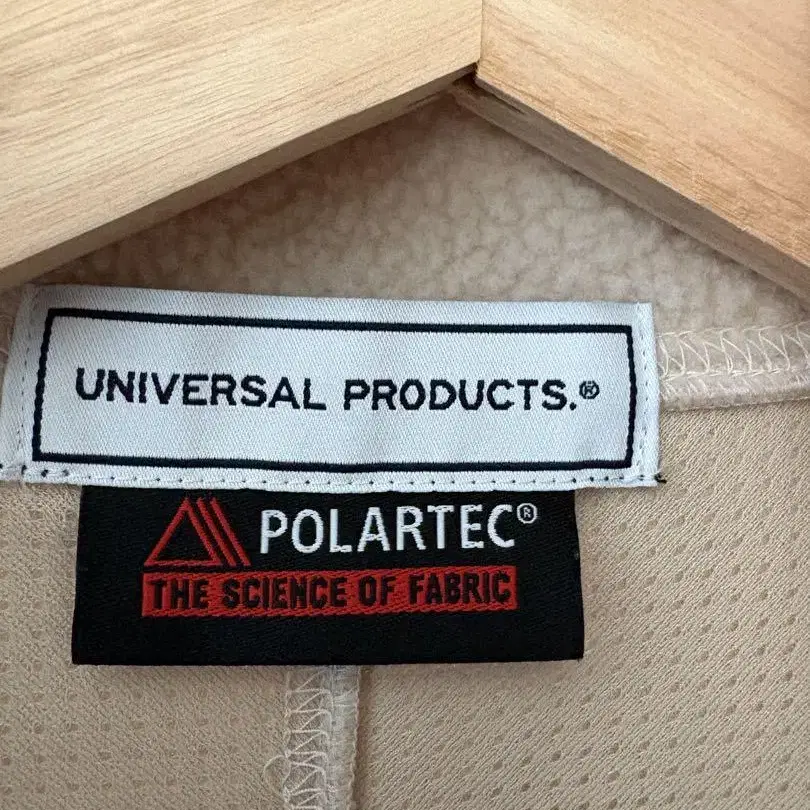 UNIVERSAL PRODUCTS.®
POLARTEC®
THE SCIENCE OF FABRIC